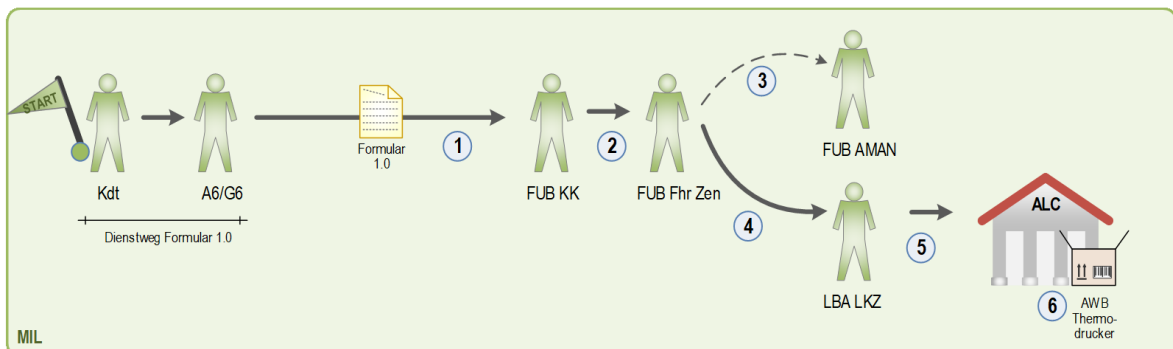 START
Kdt
A6/G6
Dienstweg Formular 1.0
Formular
1.0
1
FUB KK
2
FUB Fhr Zen
3
FUB AMAN
4
LBA LKZ
5
ALC
6
AWB
Thermo-
drucker
MIL